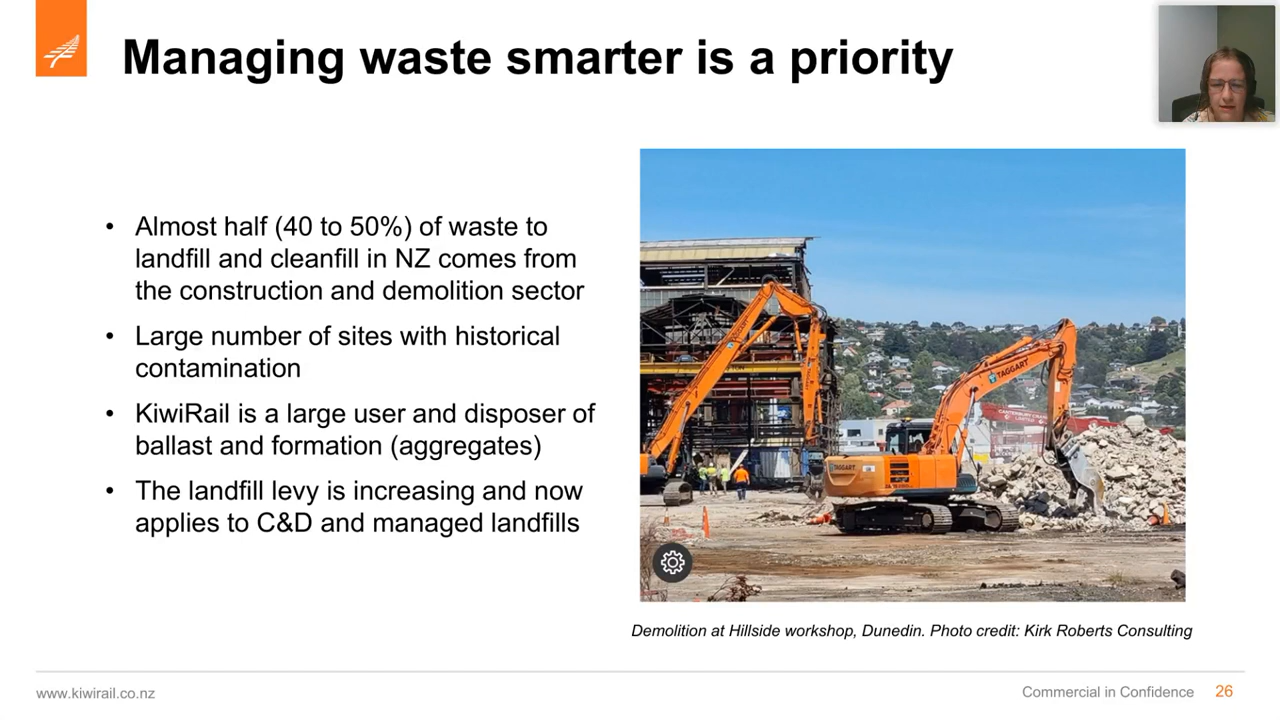 Managing waste smarter is a priority
• Almost half (40 to 50%) of waste to
landfill and cleanfill in NZ comes from
the construction and demolition sector
• Large number of sites with historical
contamination
• KiwiRail is a large user and disposer of
ballast and formation (aggregates)
• The landfill levy is increasing and now
applies to C&D and managed landfills
TAGGART
TAGGART
Demolition at Hillside workshop, Dunedin. Photo credit: Kirk Roberts Consulting
www.kiwirail.co.nz
Commercial in Confidence 26